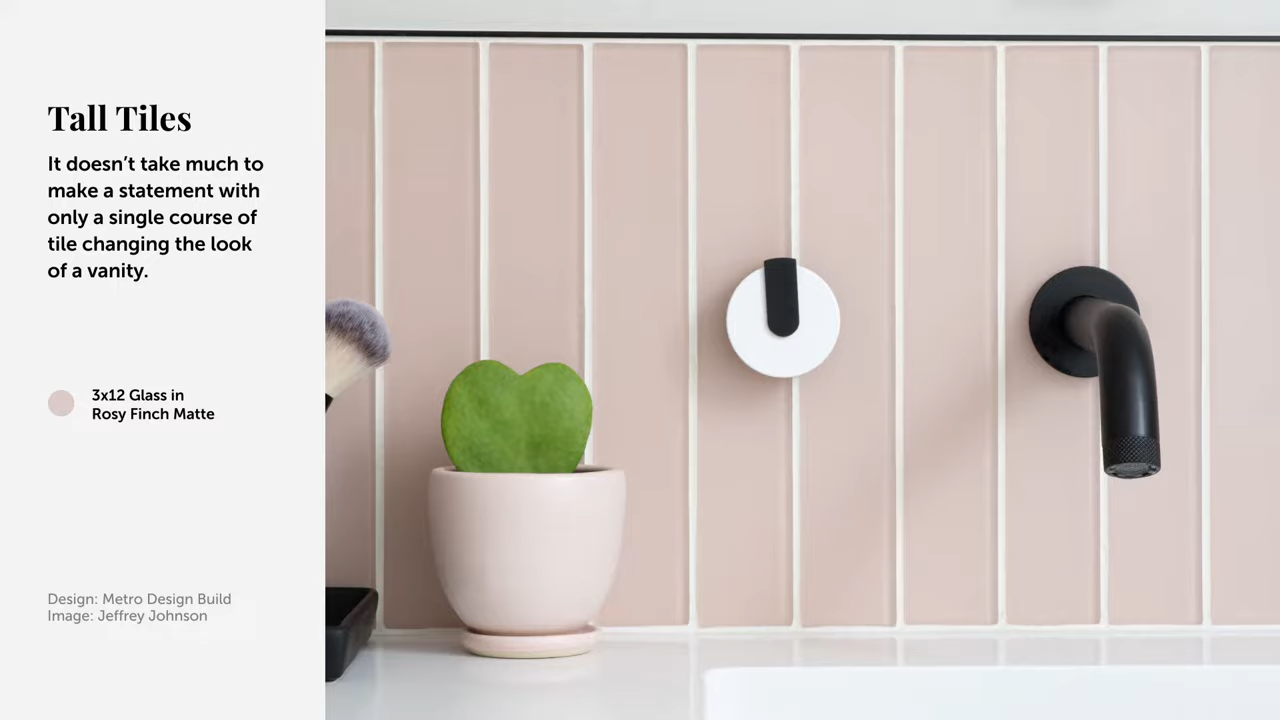 Tall Tiles
It doesn’t take much to
make a statement with
only a single course of
tile changing the look
of a vanity.
3x12 Glass in
Rosy Finch Matte
Design: Metro Design Build
Image: Jeffrey Johnson